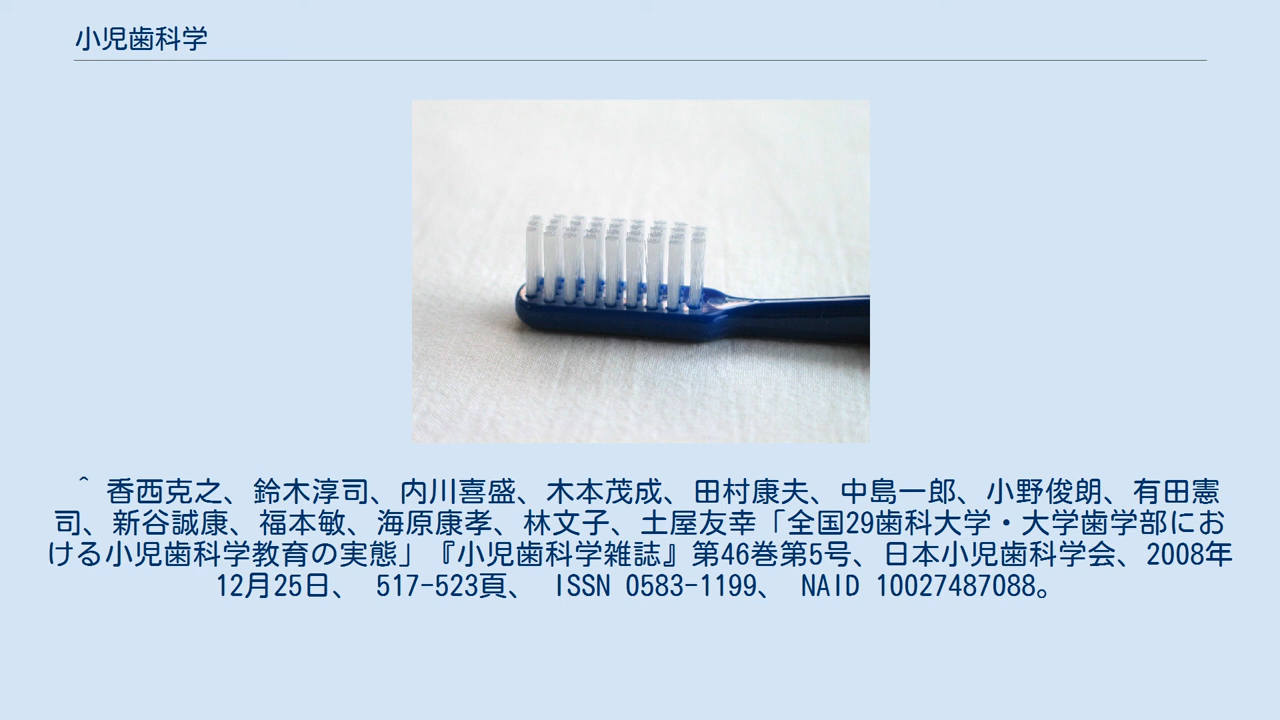 小児歯科学
^ 香西克之、鈴木淳司、内川喜盛、木本茂成、田村康夫、中島一郎、小野俊朗、有田憲
司、新谷誠康、福本敏、海原康孝、林文子、土屋友幸「全国29歯科大学・大学歯学部にお
ける小児歯科学教育の実態」『小児歯科学雑誌』第46巻第5号、日本小児歯科学会、2008年
12月25日、 517-523頁、 ISSN 0583-1199、 NAID 10027487088。